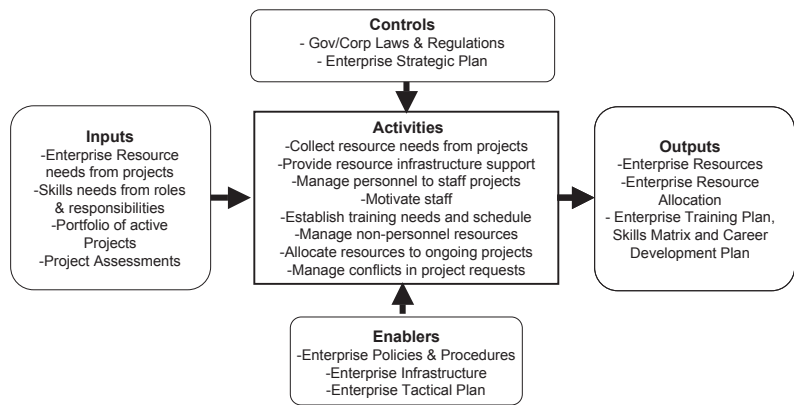 Controls
- Gov/Corp Laws & Regulations
- Enterprise Strategic Plan
Inputs
-Enterprise Resource
needs from projects
-Skills needs from roles
& responsibilities
-Portfolio of active
Projects
-Project Assessments
Activities
-Collect resource needs from projects
-Provide resource infrastructure support
-Manage personnel to staff projects
-Motivate staff
-Establish training needs and schedule
-Manage non-personnel resources
-Allocate resources to ongoing projects
-Manage conflicts in project requests
Outputs
- Enterprise Resources
- Enterprise Resource
Allocation
- Enterprise Training Plan,
Skills Matrix and Career
Development Plan
Enablers
-Enterprise Policies & Procedures
-Enterprise Infrastructure
-Enterprise Tactical Plan